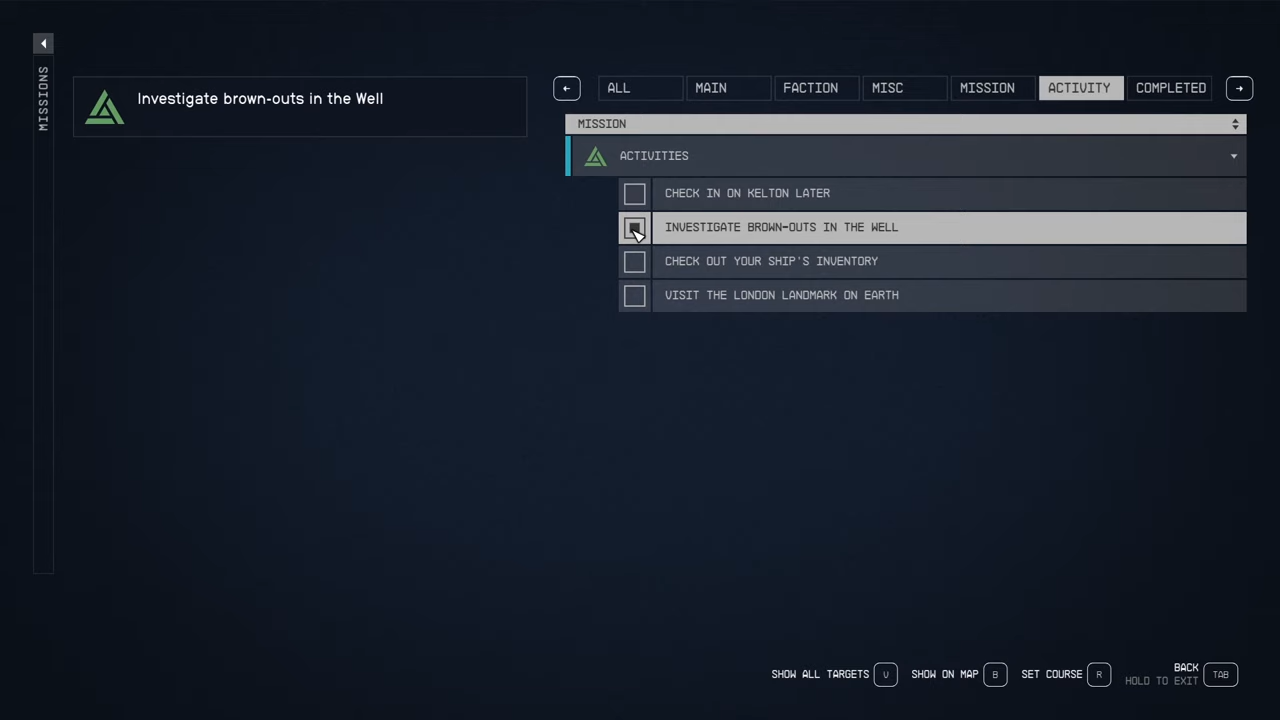 MISSIONS
Investigate brown-outs in the Well
ALL MAIN FACTION MISC MISSION ACTIVITY COMPLETED
MISSION
ACTIVITIES
CHECK IN ON KELTON LATER
INVESTIGATE BROWN-OUTS IN THE WELL
CHECK OUT YOUR SHIP'S INVENTORY
VISIT THE LONDON LANDMARK ON EARTH
SHOW ALL TARGETS V SHOW ON MAP B SET COURSE R BACK TAB
HOLD TO EXIT